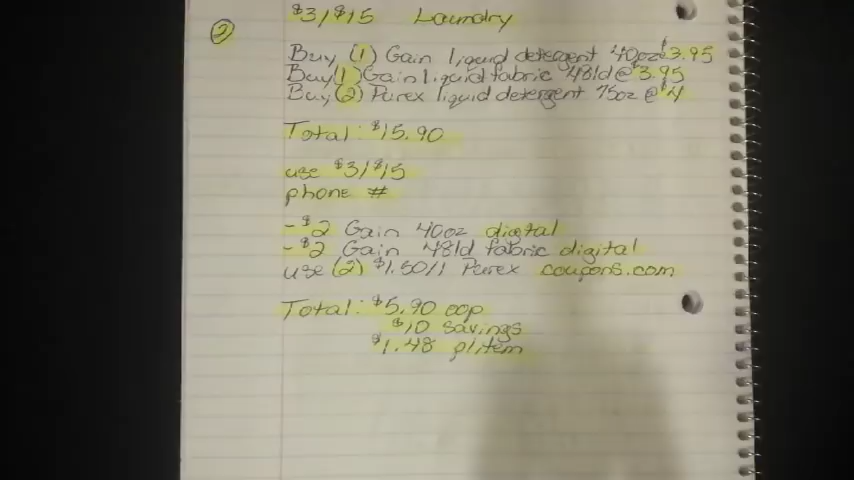 ② $3/$15 Laundry
Buy (1) Gain liquid detergent 40oz $3.95
Buy (1) Gain liquid fabric 48ld @ $3.95
Buy (2) Purex liquid detergent 75oz @ $4
Total: $15.90
use $3/$15
phone #
-$2 Gain 40oz digital
-$2 Gain 48ld fabric digital
use (2) $1.50/1 Purex coupons.com
Total: $5.90 oop
$10 savings
$1.48 p/item